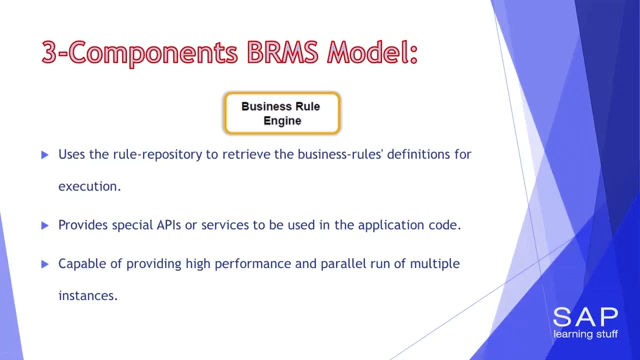 3-Components BRMS Model:
Business Rule
Engine
Uses the rule-repository to retrieve the business-rules' definitions for
execution.
Provides special APIs or services to be used in the application code.
Capable of providing high performance and parallel run of multiple
instances.
SAP
learning stuff